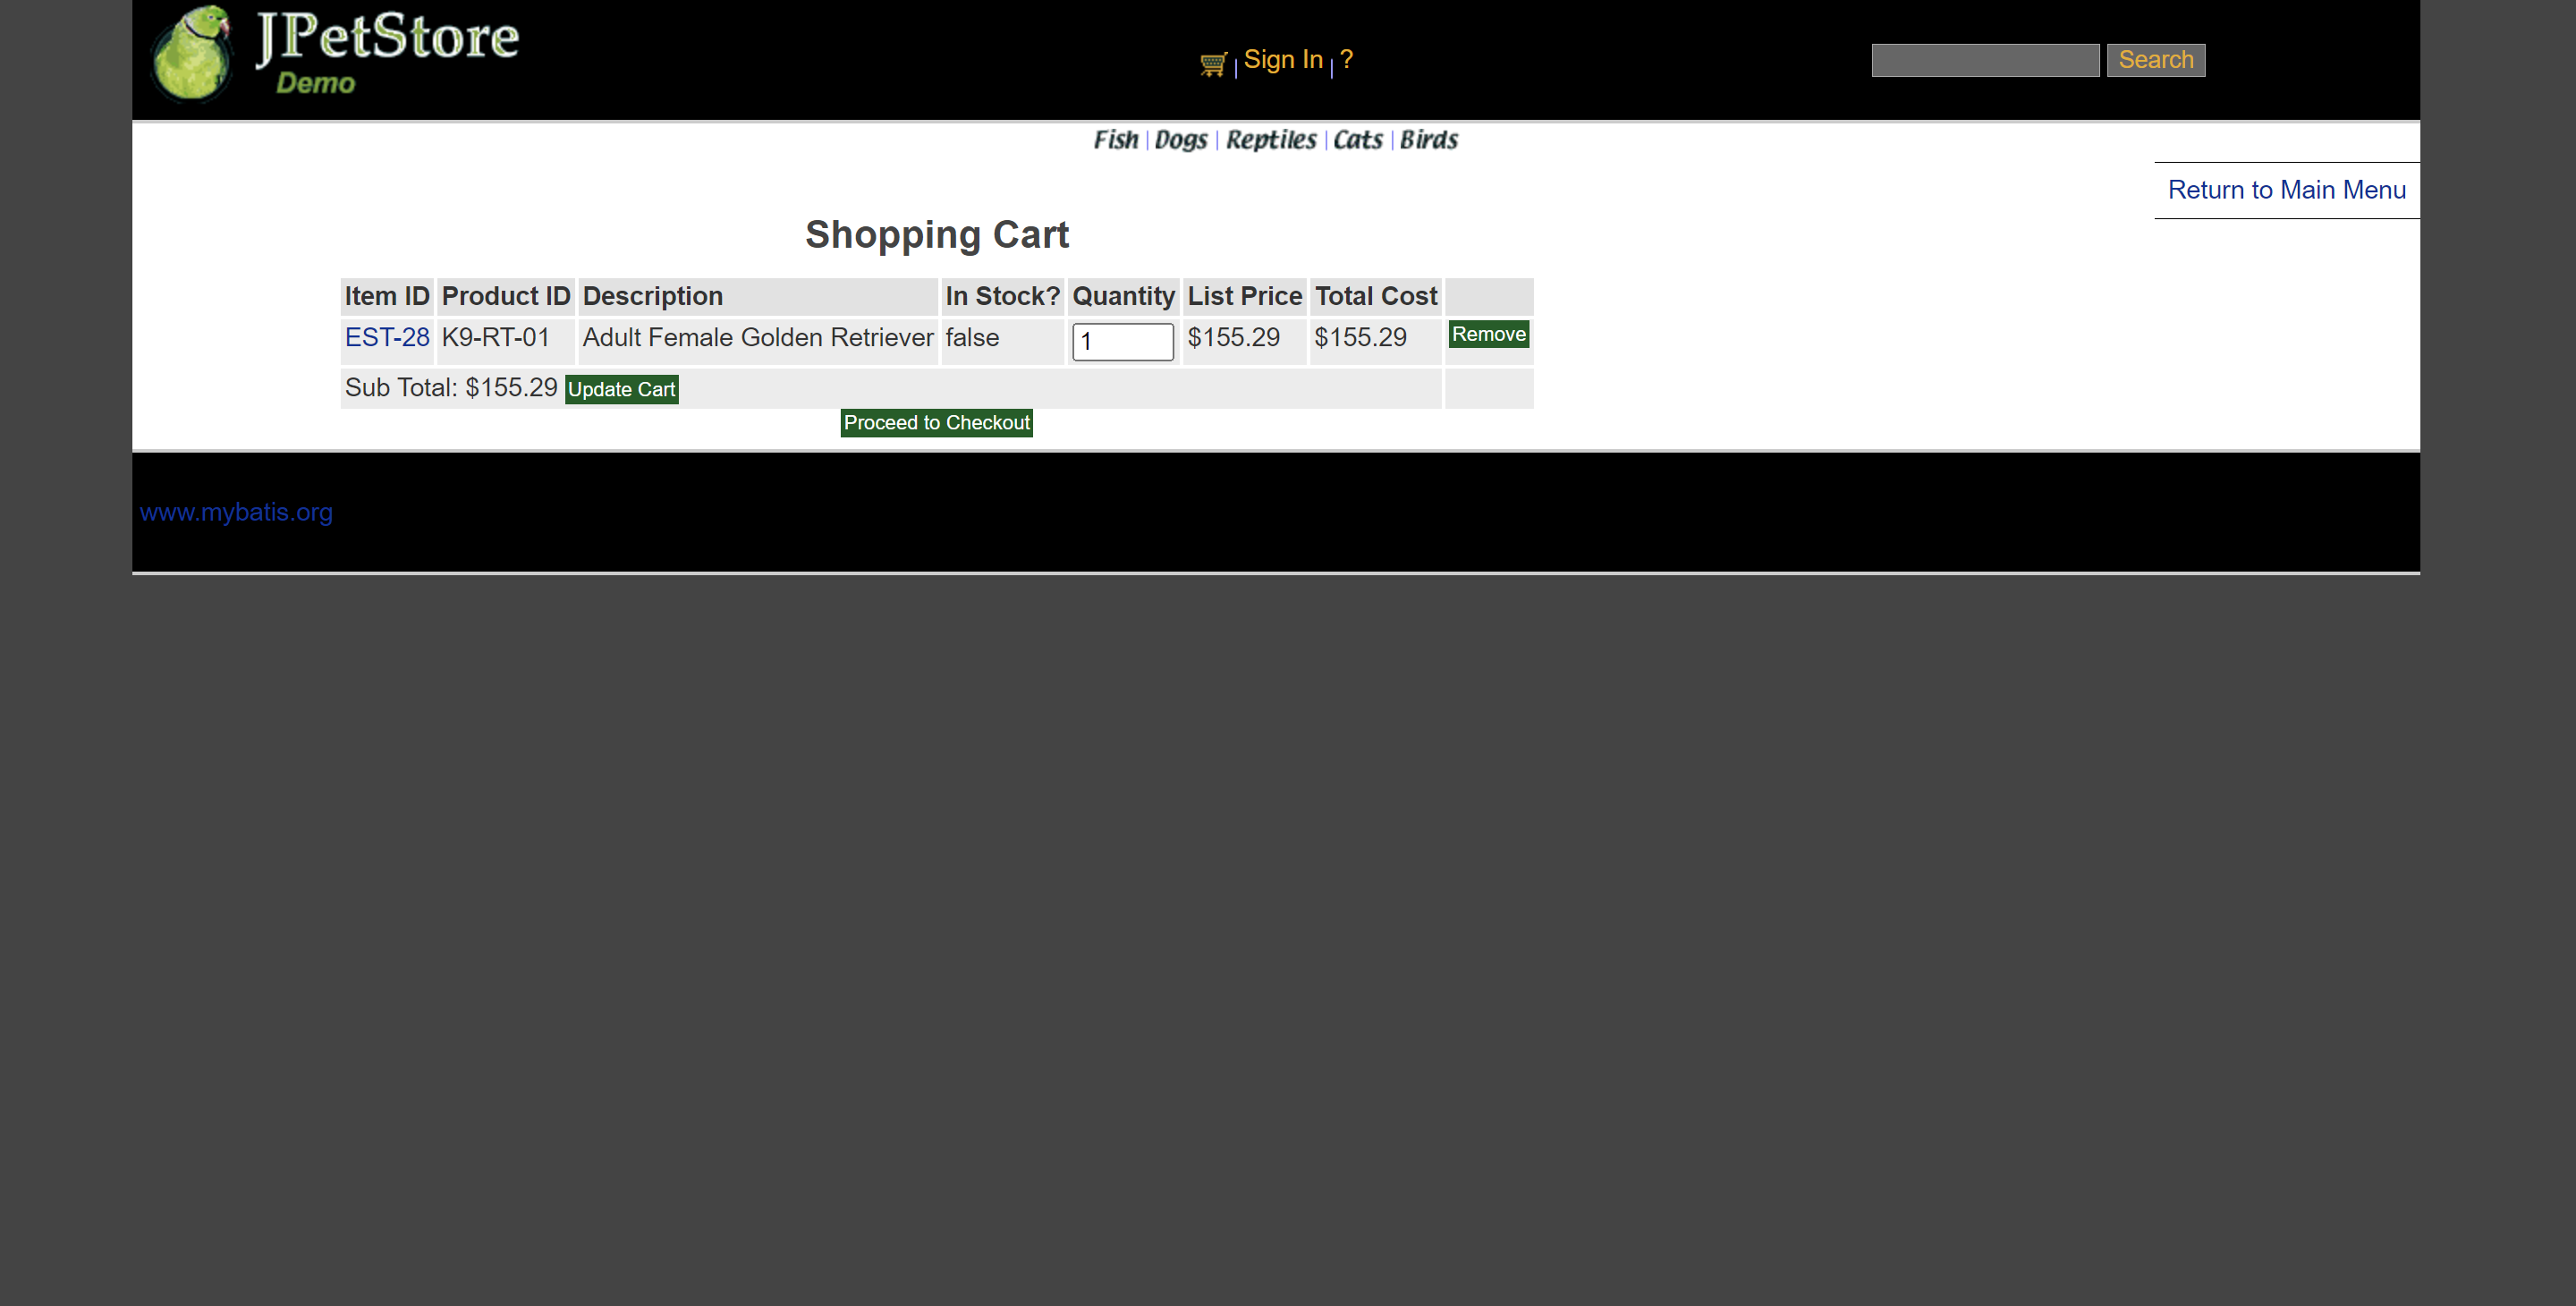 JPetStore
Demo
Sign In | ?
Search
Fish | Dogs | Reptiles | Cats | Birds
Return to Main Menu
Shopping Cart
Item ID Product ID Description In Stock? Quantity List Price Total Cost
EST-28 K9-RT-01 Adult Female Golden Retriever false 1 $155.29 $155.29 Remove
Sub Total: $155.29 Update Cart
Proceed to Checkout
www.mybatis.org